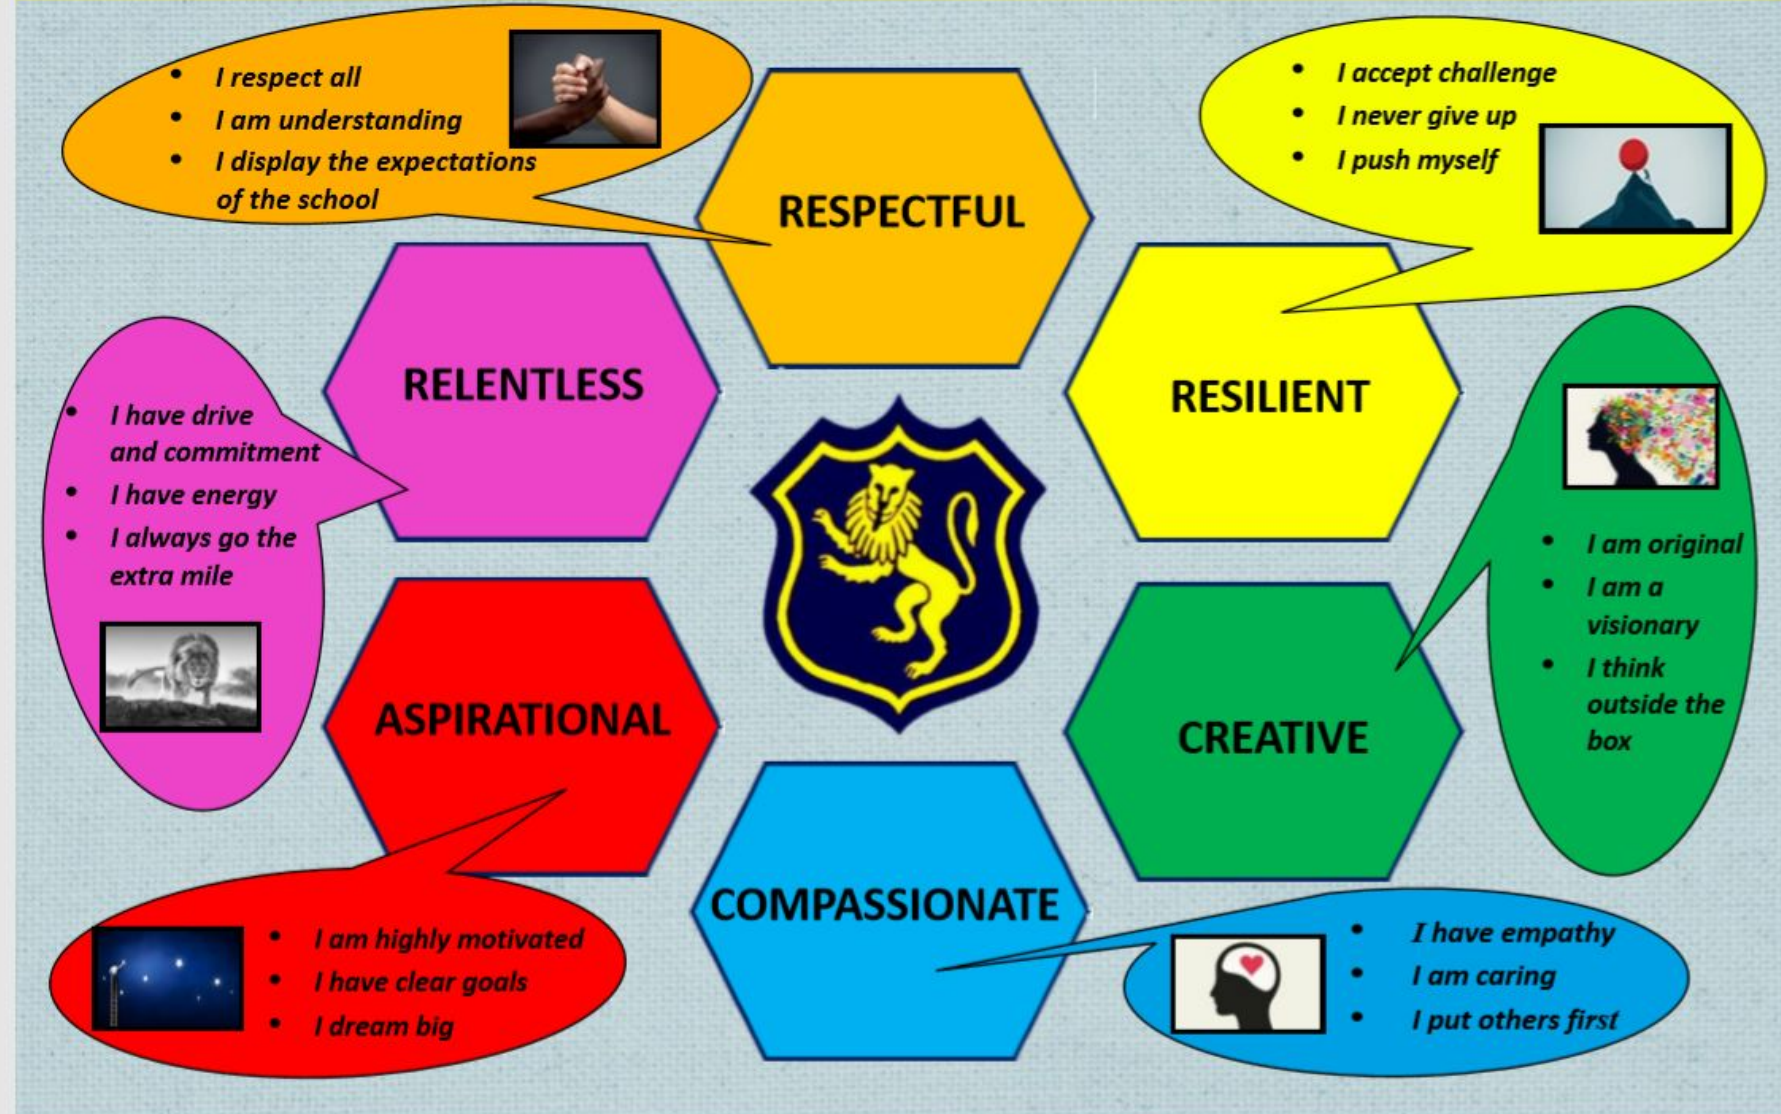 • I respect all
• I am understanding
• I display the expectations
of the school
RESPECTFUL
• I accept challenge
• I never give up
• I push myself
RESILIENT
RELENTLESS
• I have drive
and commitment
• I have energy
• I always go the
extra mile
• I am original
• I am a
visionary
• I think
outside the
box
CREATIVE
ASPIRATIONAL
• I am highly motivated
• I have clear goals
• I dream big
COMPASSIONATE
• I have empathy
• I am caring
• I put others first